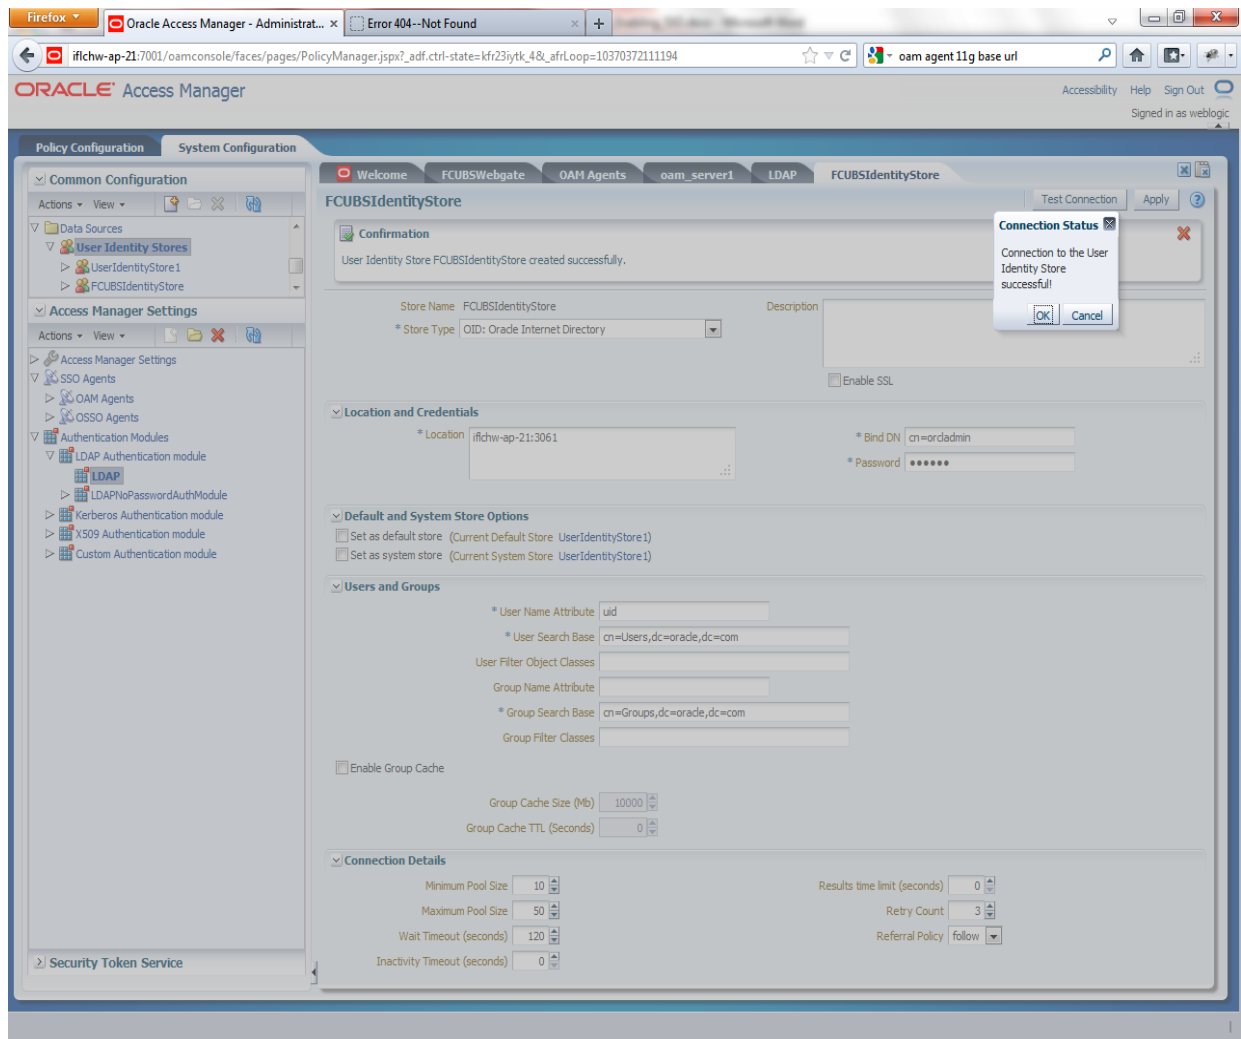 Firefox
Oracle Access Manager - Administrat... ×
Error 404--Not Found ×
+
iflchw-ap-21:7001/oamconsole/faces/pages/PolicyManager.jspx?_adf.ctrl-state=kfr23iytk_4&_afrLoop=10370372111194
oam agent 11g base url
ORACLE Access Manager
Accessibility Help Sign Out
Signed in as weblogic
Policy Configuration System Configuration
Common Configuration
Actions View
Data Sources
User Identity Stores
UserIdentityStore1
FCUBSIdentityStore
Access Manager Settings
Actions View
Access Manager Settings
SSO Agents
OAM Agents
OSSO Agents
Authentication Modules
LDAP Authentication module
LDAP
LDAPNoPasswordAuthModule
Kerberos Authentication module
X509 Authentication module
Custom Authentication module
Security Token Service
Welcome FCUBSWebgate OAM Agents oam_server1 LDAP FCUBSIdentityStore
FCUBSIdentityStore
Test Connection Apply
Confirmation
User Identity Store FCUBSIdentityStore created successfully.
Connection Status
Connection to the User
Identity Store
successful!
OK Cancel
Store Name FCUBSIdentityStore
* Store Type OID: Oracle Internet Directory
Description
Enable SSL
Location and Credentials
* Location iflchw-ap-21:3061
* Bind DN cn=orcladmin
* Password ●●●●●●
Default and System Store Options
Set as default store (Current Default Store UserIdentityStore1)
Set as system store (Current System Store UserIdentityStore1)
Users and Groups
* User Name Attribute uid
* User Search Base cn=Users,dc=oracle,dc=com
User Filter Object Classes
Group Name Attribute
* Group Search Base cn=Groups,dc=oracle,dc=com
Group Filter Classes
Enable Group Cache
Group Cache Size (Mb) 10000
Group Cache TTL (Seconds) 0
Connection Details
Minimum Pool Size 10
Maximum Pool Size 50
Wait Timeout (seconds) 120
Inactivity Timeout (seconds) 0
Results time limit (seconds) 0
Retry Count 3
Referral Policy follow